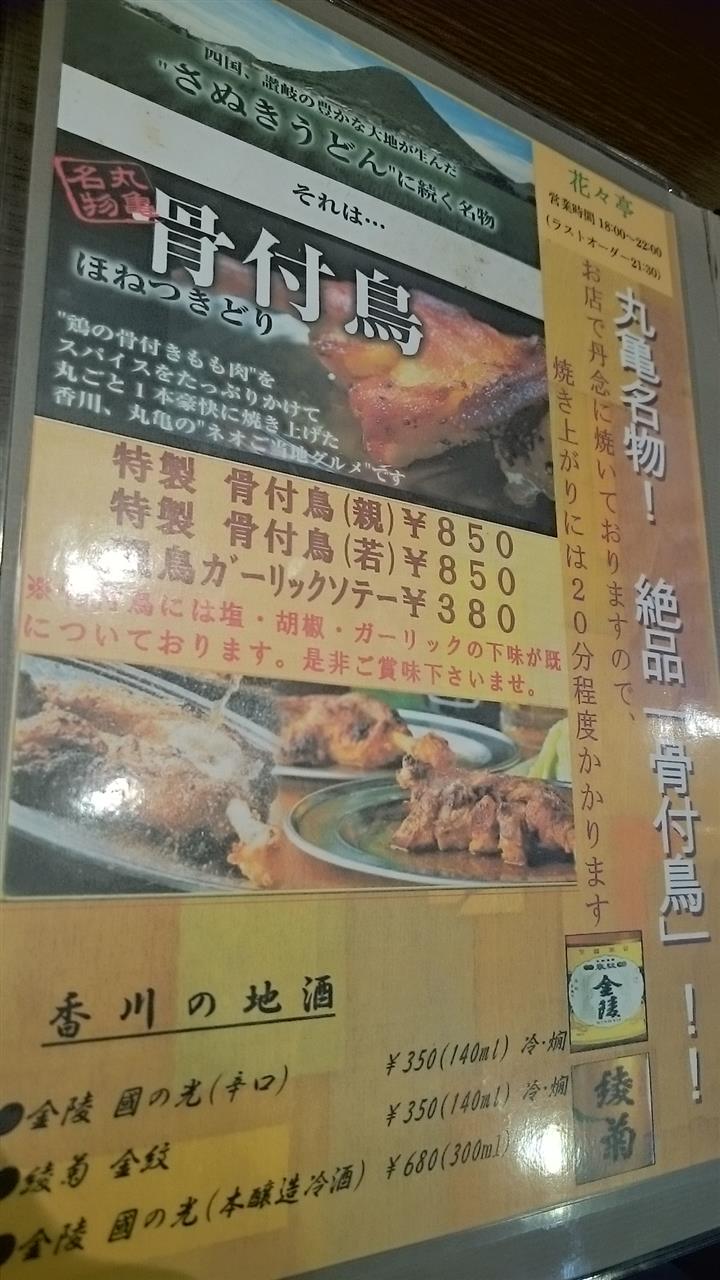 四国、讃岐の豊かな大地が生んだ
"さぬきうどん"に続く名物
それは…
丸亀
名物
骨付鳥
ほねつきどり
"鶏の骨付きもも肉"を
スパイスをたっぷりかけて
丸ごと1本豪快に焼き上げた
香川、丸亀の"ネオご当地グルメ"です
特製 骨付鳥(親)¥850
特製 骨付鳥(若)¥850
鳥ガーリックソテー¥380
※ 鳥には塩・胡椒・ガーリックの下味が既
についております。是非ご賞味下さいませ。
花々亭
営業時間 18:00~22:00
(ラストオーダー21:30)
丸亀名物! 絶品「骨付鳥」!!
お店で丹念に焼いておりますので、
焼き上がりには20分程度かかります
香川の地酒
●金陵 國の光(辛口) ¥350(140ml) 冷・燗
●綾菊 金紋 ¥350(140ml) 冷・燗
●金陵 國の光(本醸造冷酒) ¥680(300ml)
金陵
綾菊